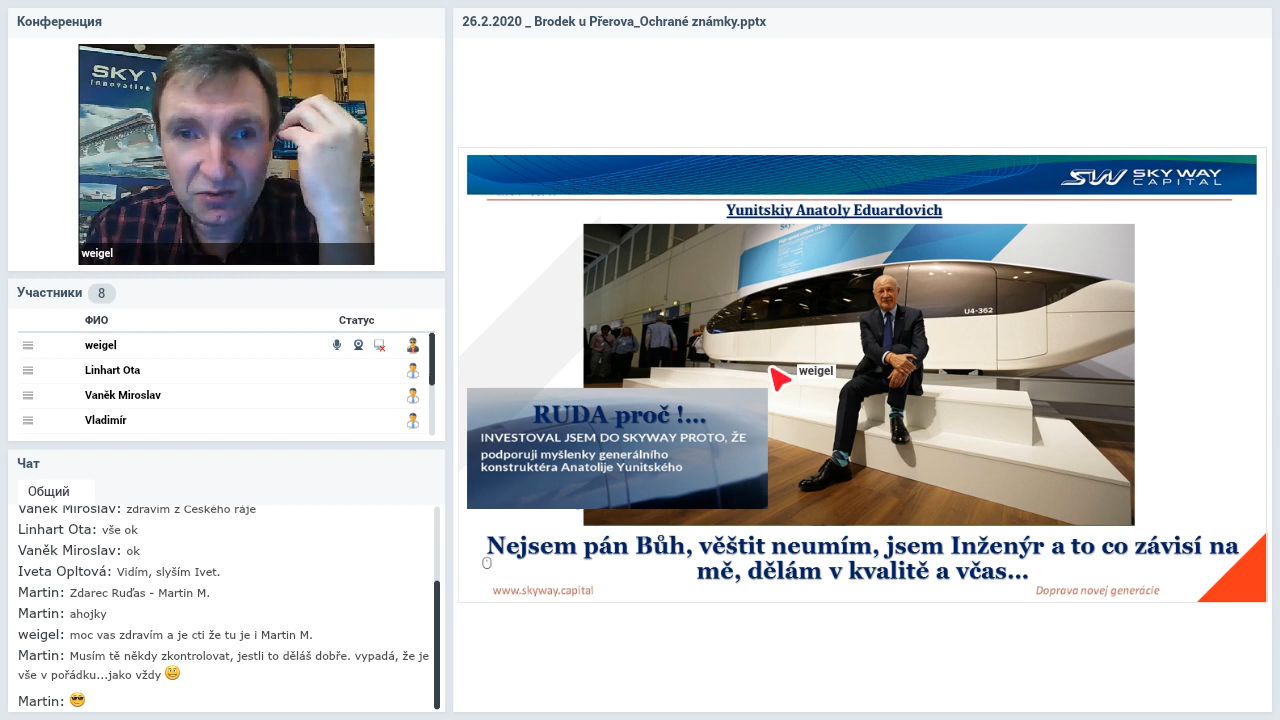 Конференция
SKY
weigel
Участники 8
ФИО Статус
weigel
Linhart Ota
Vaněk Miroslav
Vladimír
Чат
Общий
Vaněk Miroslav: zdravím z Českého ráje
Linhart Ota: vše ok
Vaněk Miroslav: ok
Iveta Opltová: Vidím, slyším Ivet.
Martin: Zdarec Ruďas - Martin M.
Martin: ahojky
weigel: moc vas zdravím a je cti že tu je i Martin M.
Martin: Musím tě někdy zkontrolovat, jestli to děláš dobře. vypadá, že je
vše v pořádku...jako vždy
Martin:
26.2.2020 _ Brodek u Přerova_Ochrané známky.pptx
SW SKY WAY
CAPITAL
Yunitskiy Anatoly Eduardovich
U4-362
weigel
RUDA proč !...
INVESTOVAL JSEM DO SKYWAY PROTO, ŽE
podporuji myšlenky generálního
konstruktéra Anatolije Yunitského
Nejsem pán Bůh, věštit neumím, jsem Inženýr a to co závisí na
mě, dělám v kvalitě a včas...
www.skyway.capital
Doprava novej generácie